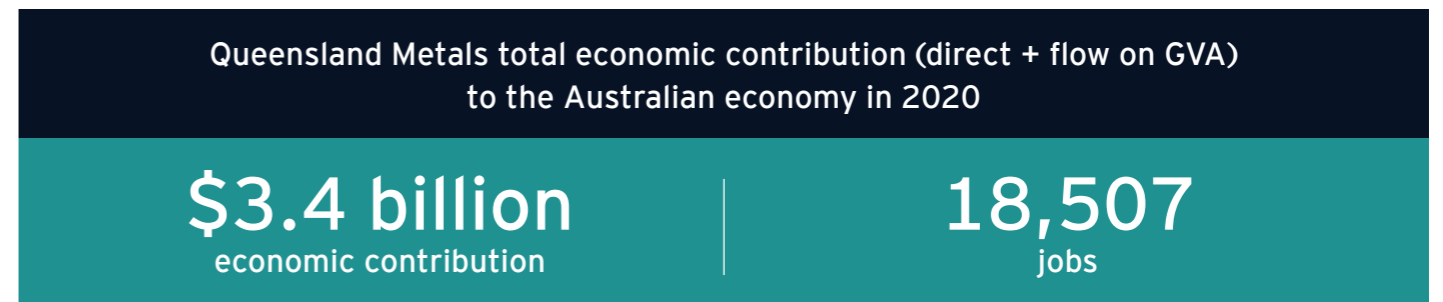 Queensland Metals total economic contribution (direct + flow on GVA)
to the Australian economy in 2020
$3.4 billion
economic contribution
18,507
jobs